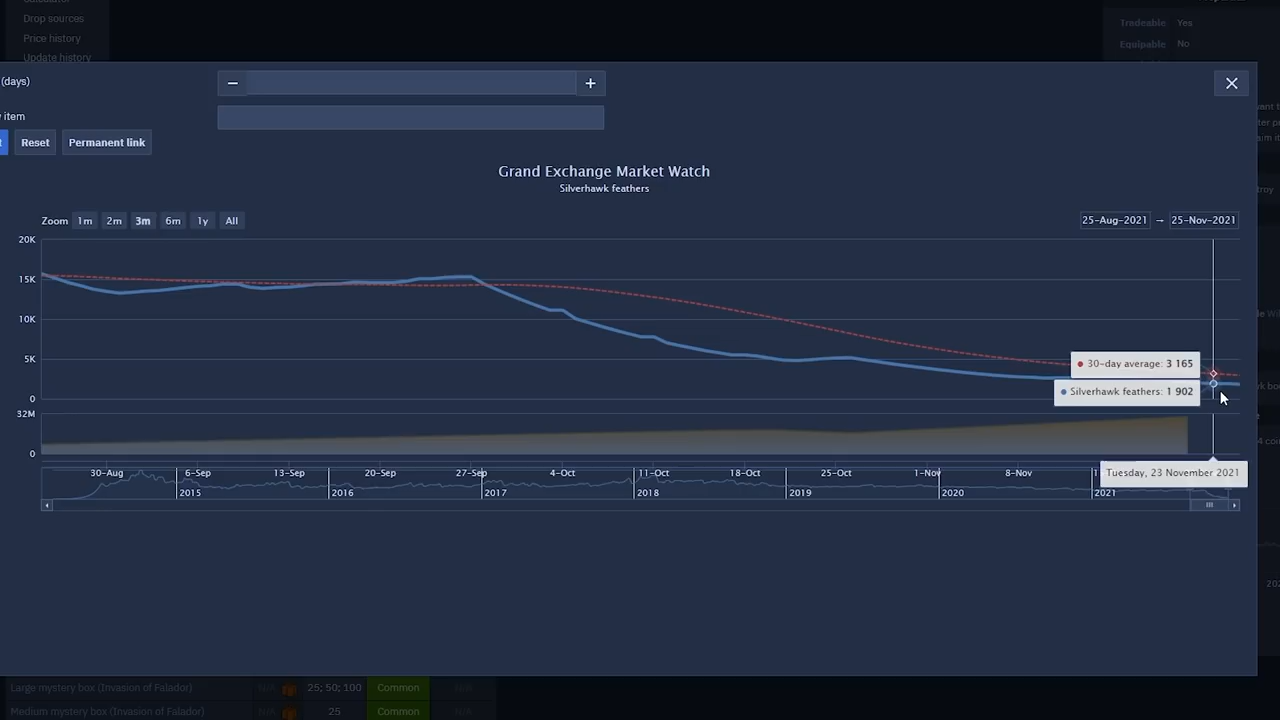 Drop sources
Tradeable Yes
Price history
Equipable No
Update history
(days)
− +
item
Reset Permanent link
Grand Exchange Market Watch
Silverhawk feathers
Zoom 1m 2m 3m 6m 1y All
25-Aug-2021 → 25-Nov-2021
20K
15K
10K
5K
0
30-day average: 3 165
Silverhawk feathers: 1 902
32M
0
30-Aug 6-Sep 13-Sep 20-Sep 27-Sep 4-Oct 11-Oct 18-Oct 25-Oct 1-Nov 8-Nov
Tuesday, 23 November 2021
2015 2016 2017 2018 2019 2020 2021
Large mystery box (Invasion of Falador) N/A 25; 50; 100 Common N/A
Medium mystery box (Invasion of Falador) N/A 25 Common N/A